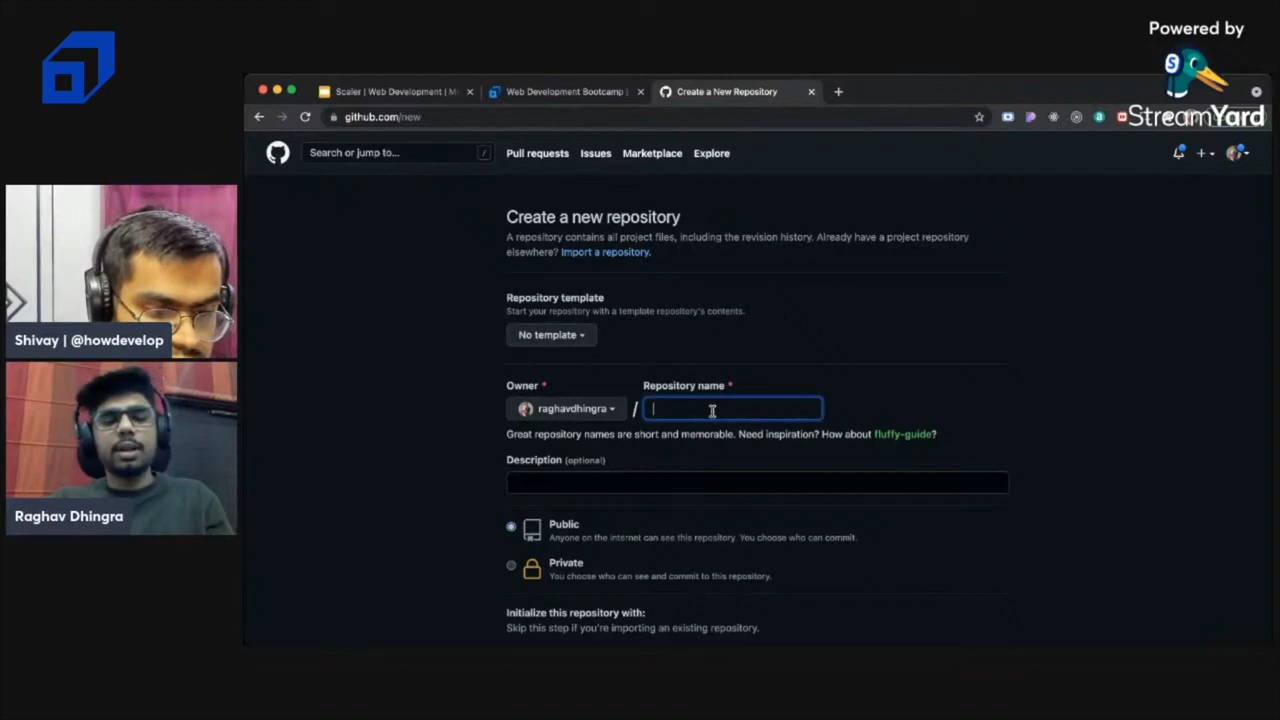 Powered by
S
StreamYard
Scaler | Web Development | M
Web Development Bootcamp |
Create a New Repository
github.com/new
Search or jump to...
/
Pull requests
Issues
Marketplace
Explore
Create a new repository
A repository contains all project files, including the revision history. Already have a project repository
elsewhere? Import a repository.
Repository template
Start your repository with a template repository's contents.
No template
Owner *
Repository name *
raghavdhingra
/
Great repository names are short and memorable. Need inspiration? How about fluffy-guide?
Description (optional)
Public
Anyone on the internet can see this repository. You choose who can commit.
Private
You choose who can see and commit to this repository.
Initialize this repository with:
Skip this step if you're importing an existing repository.
Shivay | @howdevelop
Raghav Dhingra